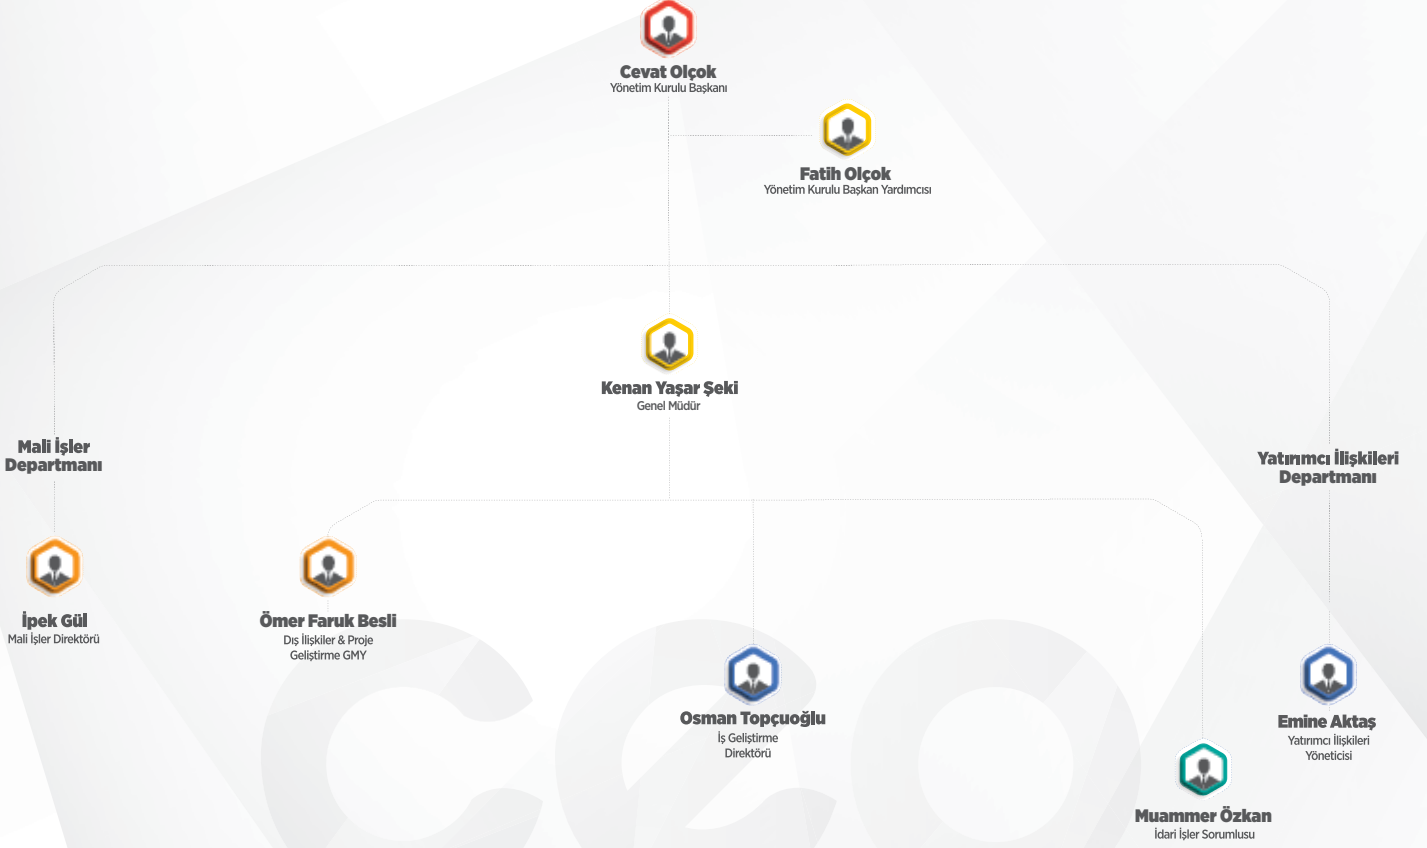 Cevat Olçok
Yönetim Kurulu Başkanı
Fatih Olçok
Yönetim Kurulu Başkan Yardımcısı
Kenan Yaşar Şeki
Genel Müdür
Mali İşler
Departmanı
Yatırımcı İlişkileri
Departmanı
İpek Gül
Mali İşler Direktörü
Ömer Faruk Besli
Dış İlişkiler & Proje
Geliştirme GMY
Osman Topçuoğlu
İş Geliştirme
Direktörü
Emine Aktaş
Yatırımcı İlişkileri
Yöneticisi
Muammer Özkan
İdari İşler Sorumlusu
ceo